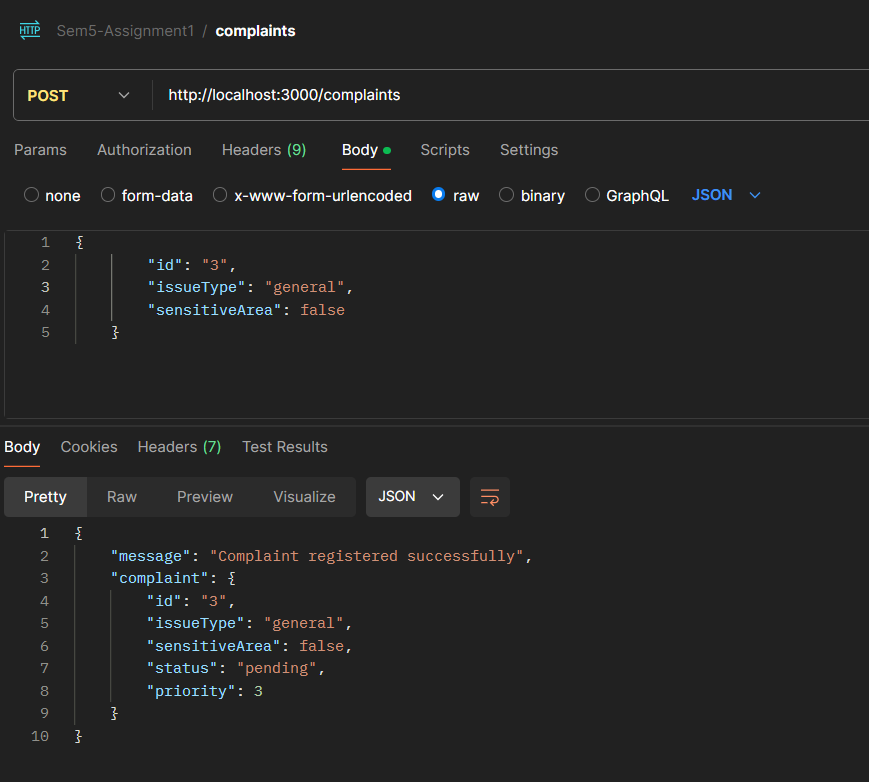 HTTP Sem5-Assignment1 / complaints
POST http://localhost:3000/complaints
Params Authorization Headers (9) Body Scripts Settings
none form-data x-www-form-urlencoded raw binary GraphQL JSON
1 {
2 "id": "3",
3 "issueType": "general",
4 "sensitiveArea": false
5 }
Body Cookies Headers (7) Test Results
Pretty Raw Preview Visualize JSON
1 {
2 "message": "Complaint registered successfully",
3 "complaint": {
4 "id": "3",
5 "issueType": "general",
6 "sensitiveArea": false,
7 "status": "pending",
8 "priority": 3
9 }
10 }